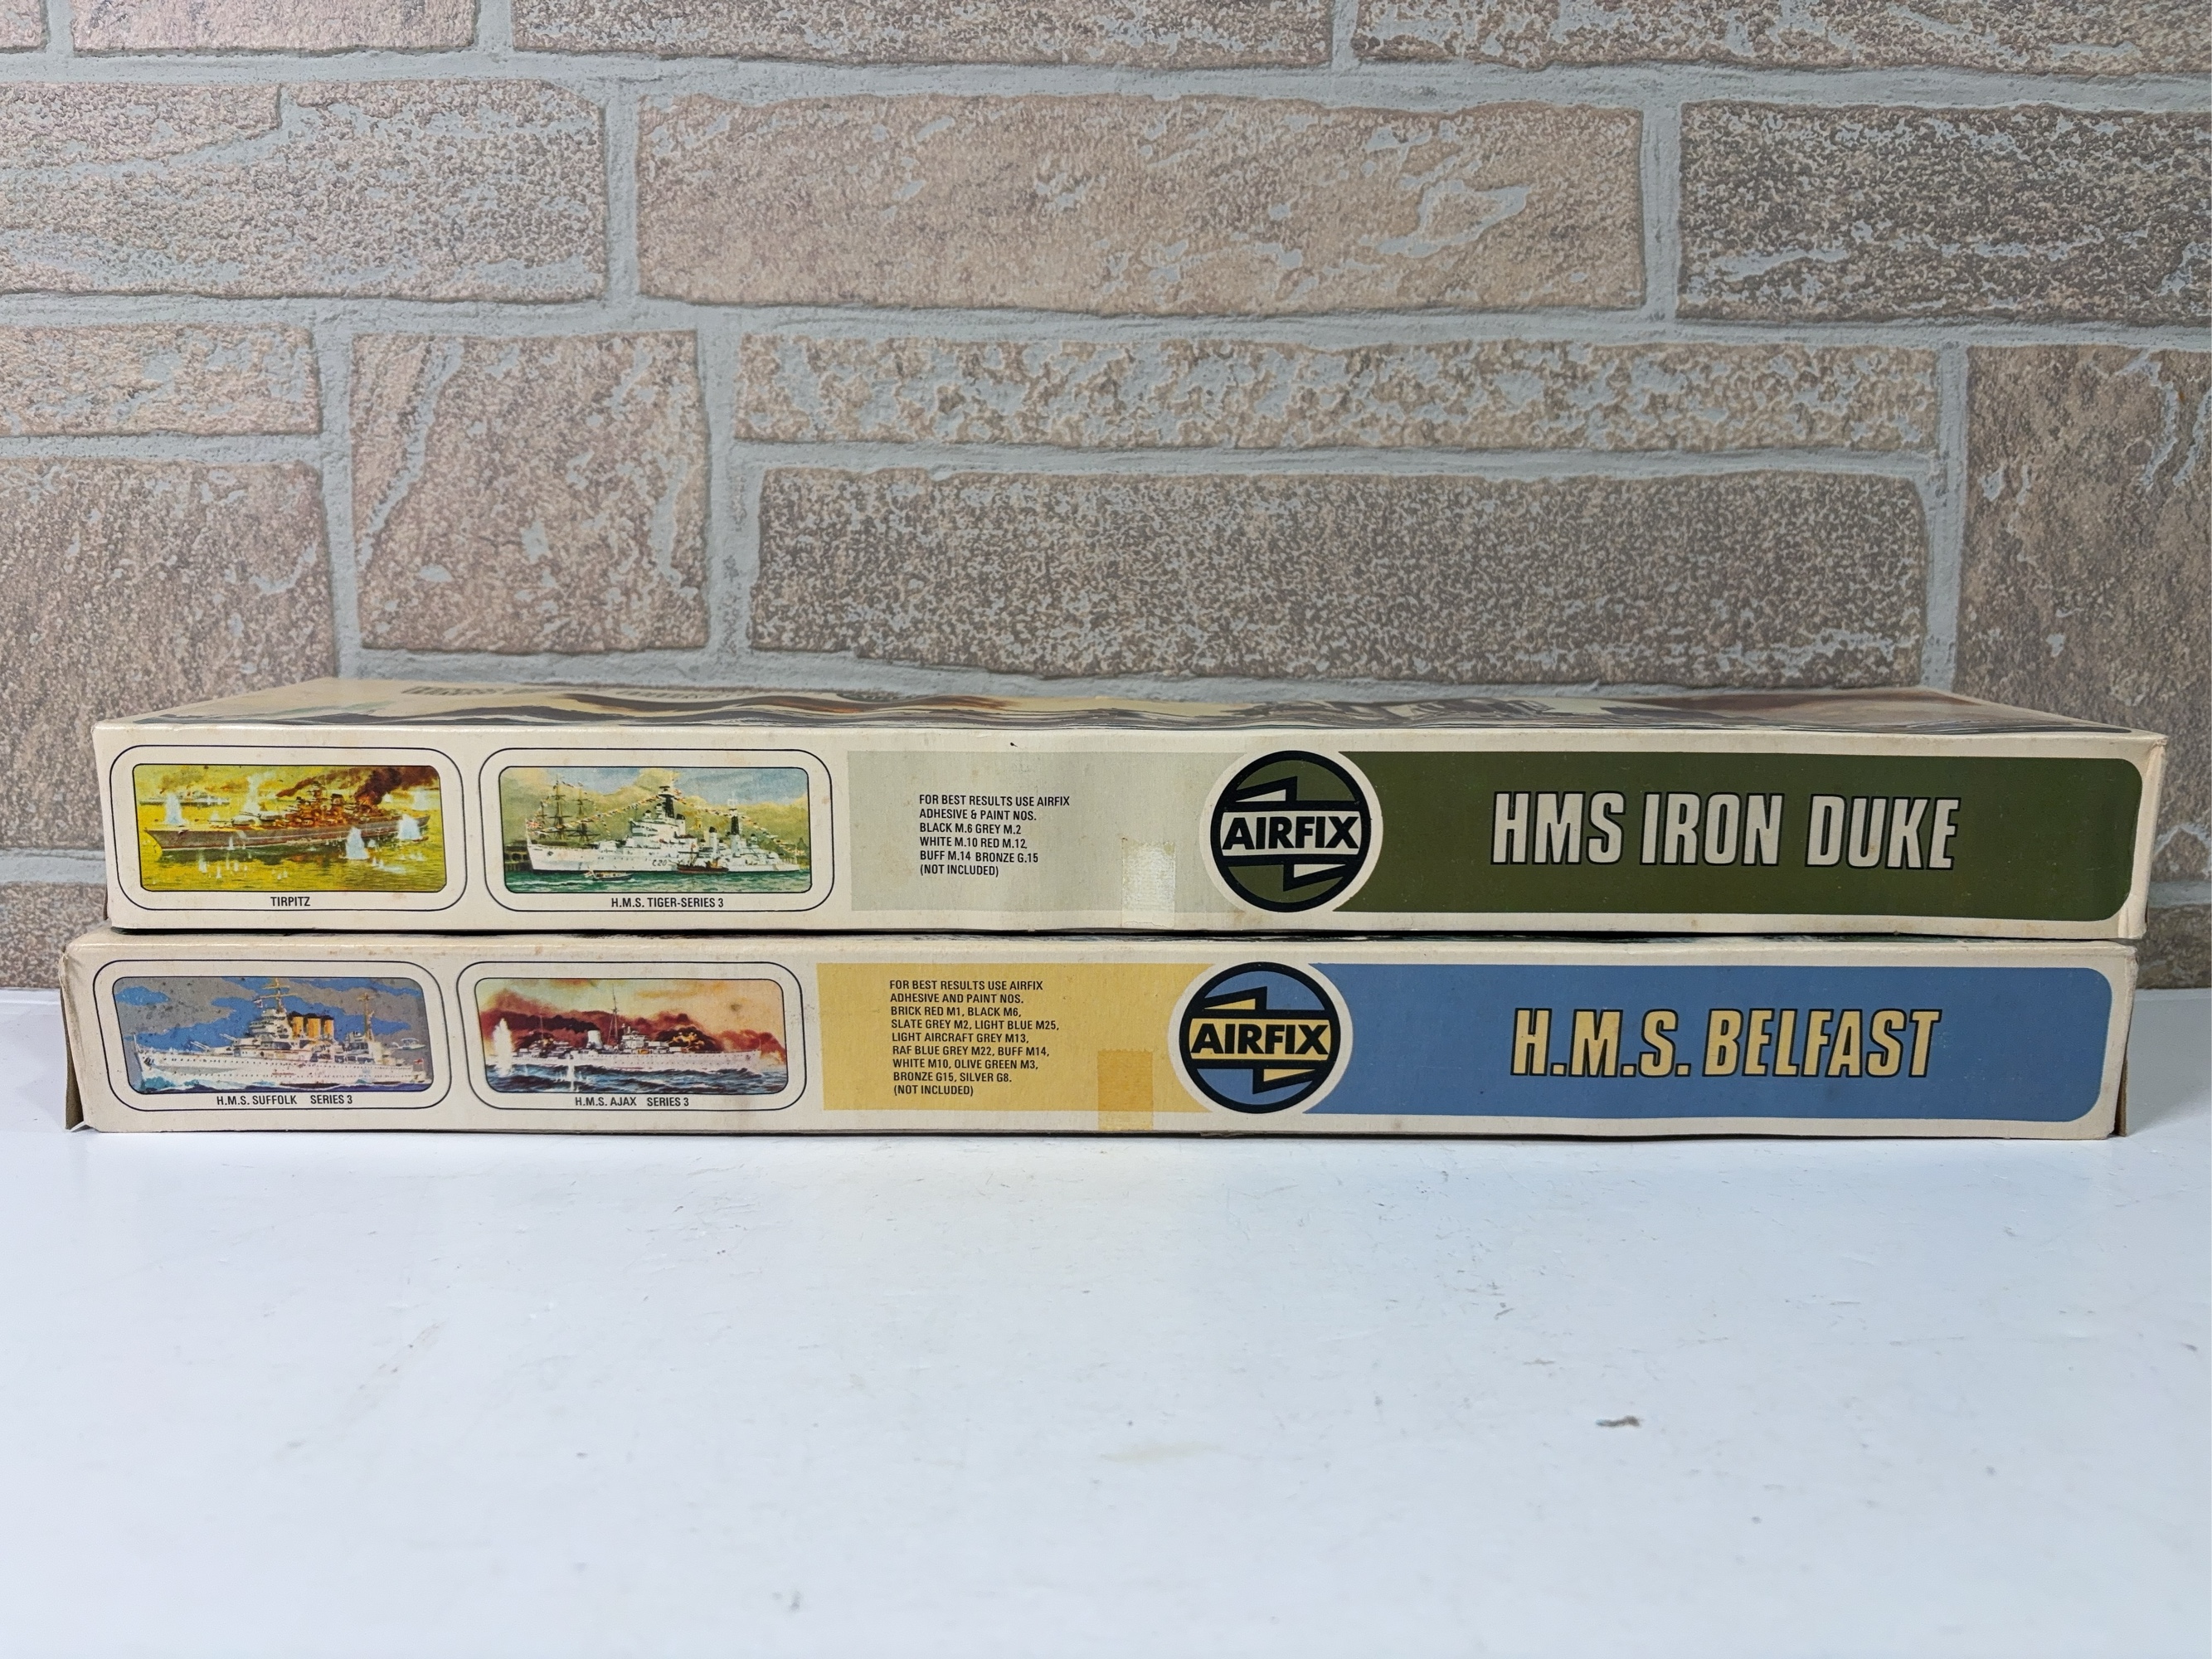 TIRPITZ
H.M.S. TIGER-SERIES 3
FOR BEST RESULTS USE AIRFIX
ADHESIVE & PAINT NOS.
BLACK M.6 GREY M.2
WHITE M.10 RED M.12
BUFF M.14 BRONZE G.15
(NOT INCLUDED)
AIRFIX
HMS IRON DUKE
H.M.S. SUFFOLK SERIES 3
H.M.S. AJAX SERIES 3
FOR BEST RESULTS USE AIRFIX
ADHESIVE AND PAINT NOS.
BRICK RED M1, BLACK M6,
SLATE GREY M2, LIGHT BLUE M25,
LIGHT AIRCRAFT GREY M13,
RAF BLUE GREY M22, BUFF M14,
WHITE M10, OLIVE GREEN M3,
BRONZE G15, SILVER G8.
(NOT INCLUDED)
AIRFIX
H.M.S. BELFAST